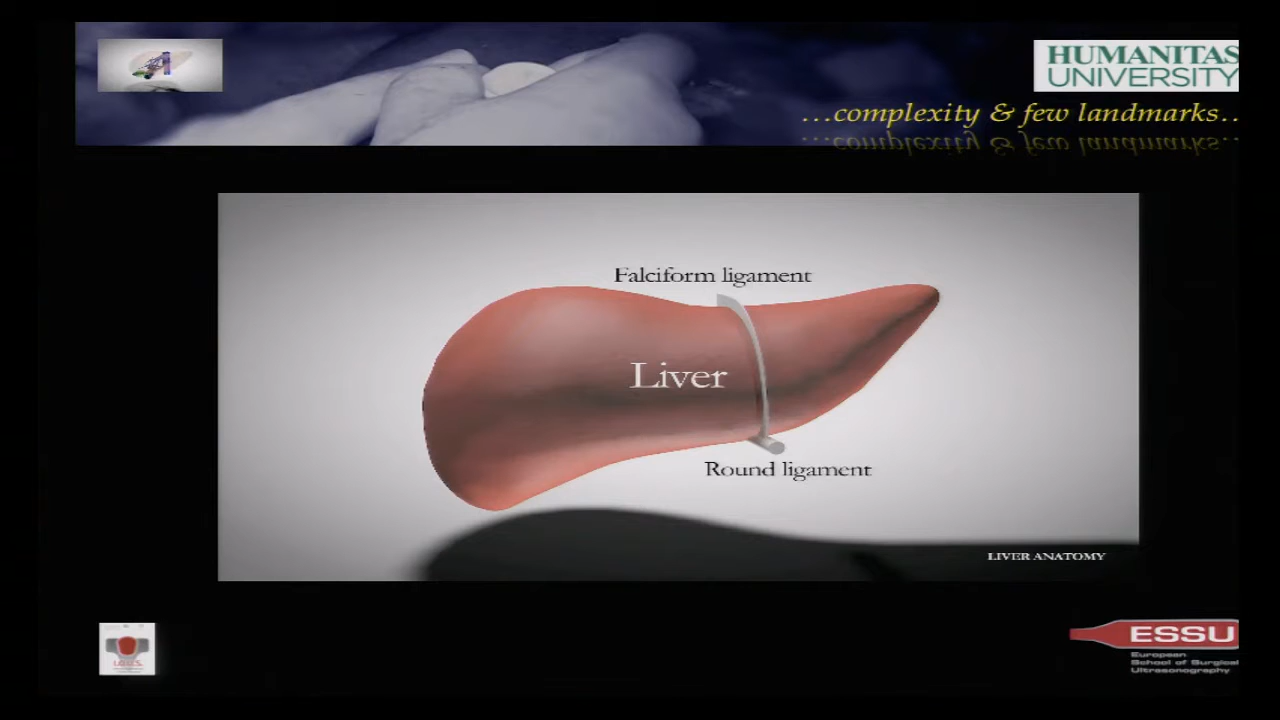 HUMANITAS
UNIVERSITY
...complexity & few landmarks..
Falciform ligament
Liver
Round ligament
LIVER ANATOMY
I.O.U.S.
ESSU
European
School of Surgical
Ultrasonography